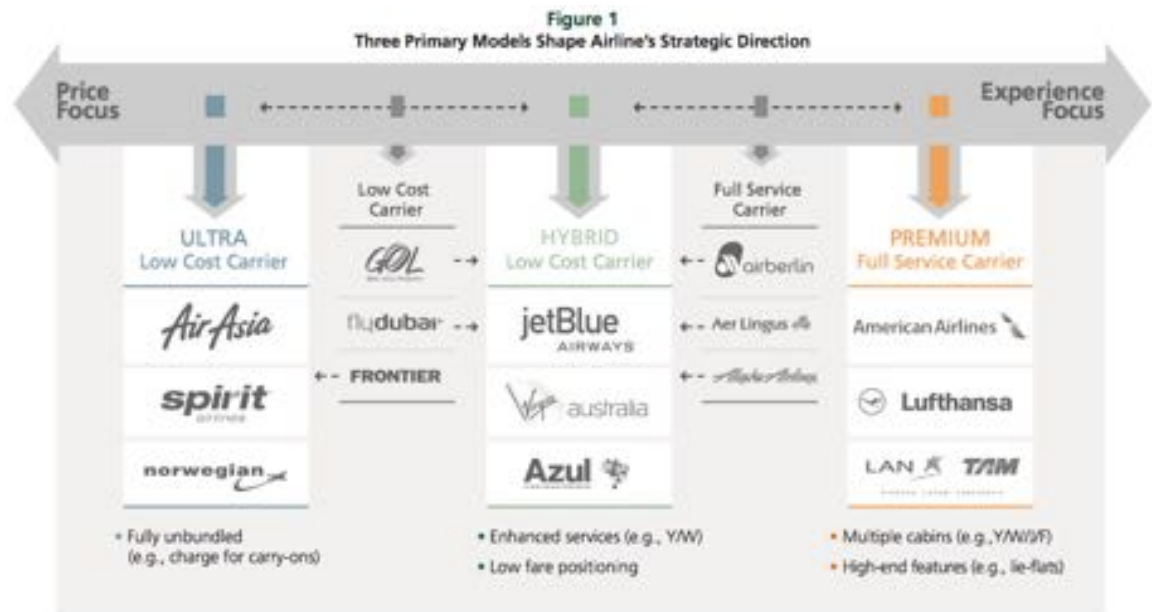 Figure 1
Three Primary Models Shape Airline's Strategic Direction
Price
Focus
Experience
Focus
ULTRA
Low Cost Carrier
AirAsia
spirit
airlines
norwegian
• Fully unbundled
(e.g., charge for carry-ons)
Low Cost
Carrier
GOL
flydubai
FRONTIER
HYBRID
Low Cost Carrier
jetBlue
AIRWAYS
Virgin australia
Azul
• Enhanced services (e.g., Y/W)
• Low fare positioning
Full Service
Carrier
airberlin
Aer Lingus
Alaska Airlines
PREMIUM
Full Service Carrier
American Airlines
Lufthansa
LAN TAM
• Multiple cabins (e.g.,Y/W/J/F)
• High-end features (e.g., lie-flats)